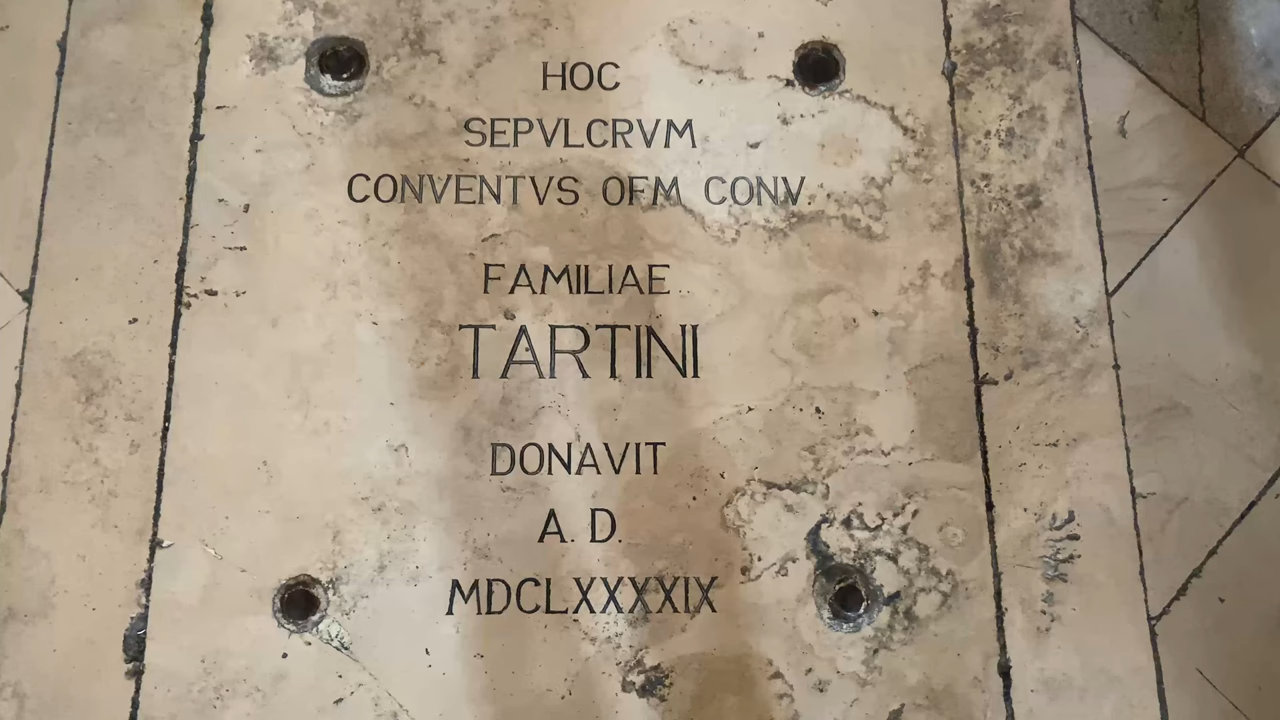 HOC
SEPVLCRVM
CONVENTVS OFM CONV.
FAMILIAE
TARTINI
DONAVIT
A. D.
MDCLXXXXIX